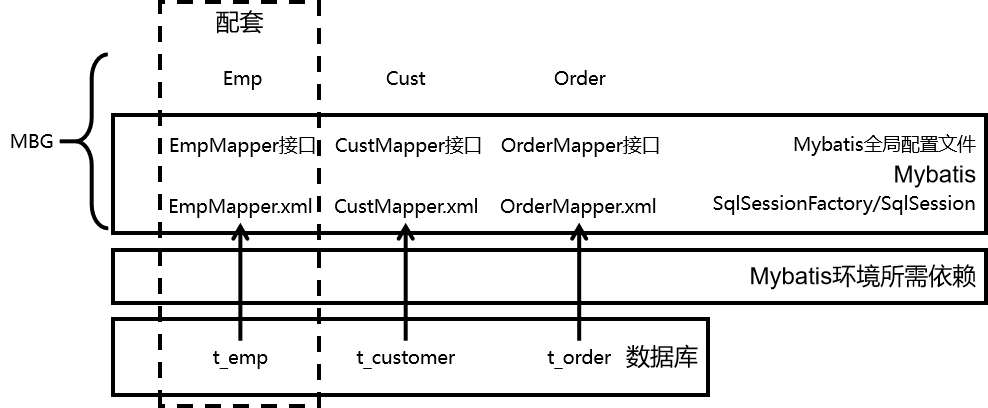 配套
Emp Cust Order
MBG
EmpMapper接口 CustMapper接口 OrderMapper接口 Mybatis全局配置文件
Mybatis
EmpMapper.xml CustMapper.xml OrderMapper.xml SqlSessionFactory/SqlSession
Mybatis环境所需依赖
t_emp t_customer t_order 数据库